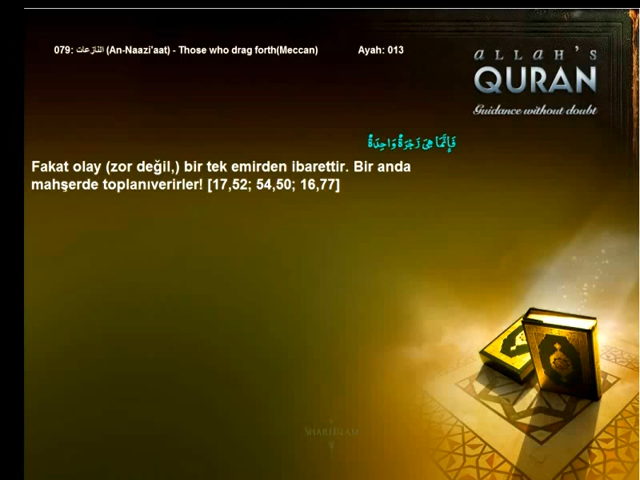 079: النازعات (An-Naazi'aat) - Those who drag forth(Meccan) Ayah: 013
ALLAH'S
QURAN
Guidance without doubt
فَإِنَّمَا هِيَ زَجْرَةٌ وَاحِدَةٌ
Fakat olay (zor değil,) bir tek emirden ibarettir. Bir anda
mahşerde toplanıverirler! [17,52; 54,50; 16,77]
SHAREISLAM